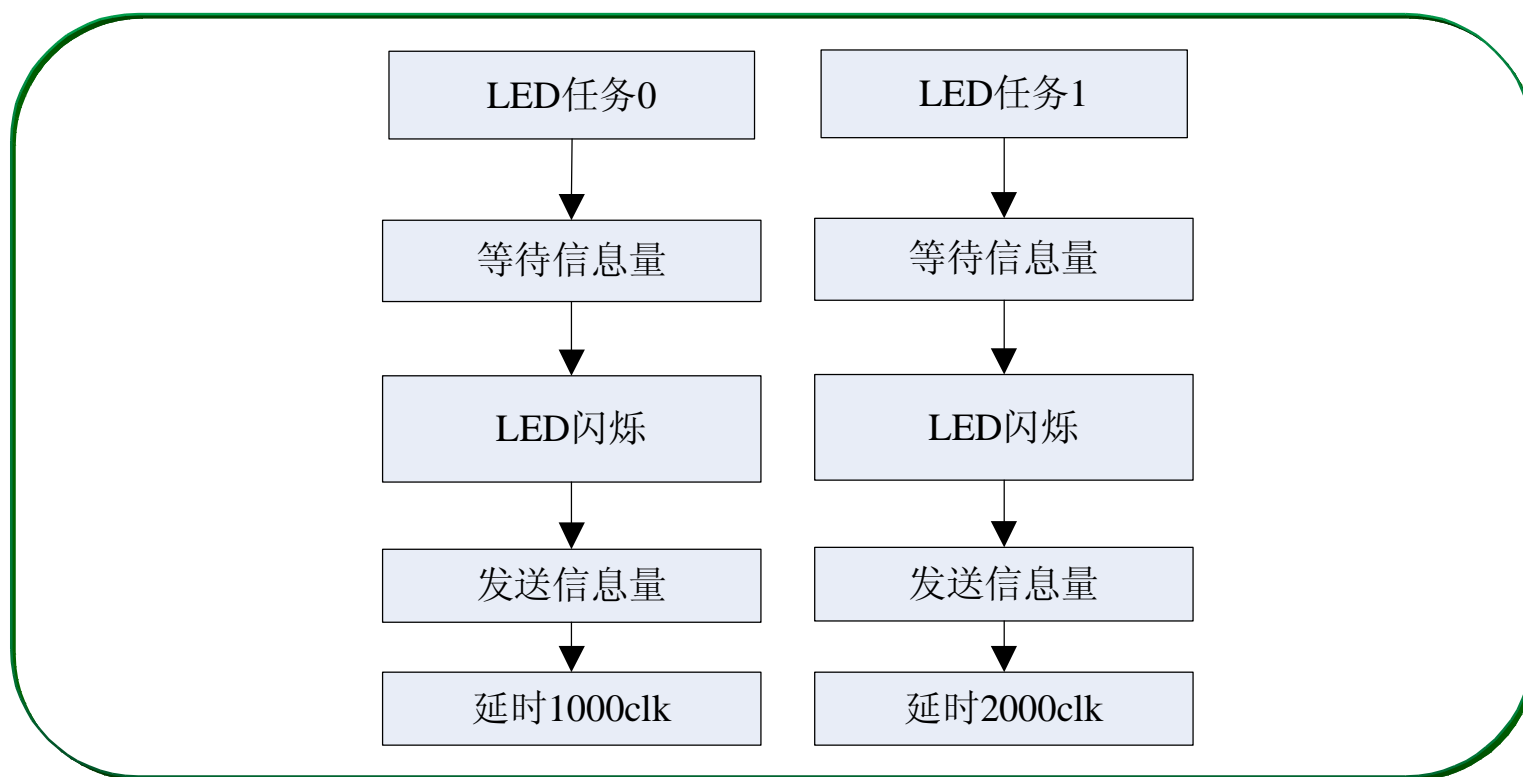 LED任务0
等待信息量
LED闪烁
发送信息量
延时1000clk
LED任务1
等待信息量
LED闪烁
发送信息量
延时2000clk